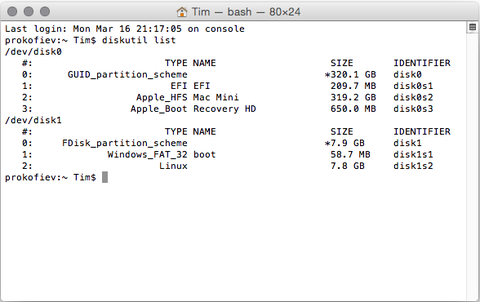 Tim — bash — 80×24
Last login: Mon Mar 16 21:17:05 on console
prokofiev:~ Tim$ diskutil list
/dev/disk0
#: TYPE NAME SIZE IDENTIFIER
0: GUID_partition_scheme *320.1 GB disk0
1: EFI EFI 209.7 MB disk0s1
2: Apple_HFS Mac Mini 319.2 GB disk0s2
3: Apple_Boot Recovery HD 650.0 MB disk0s3
/dev/disk1
#: TYPE NAME SIZE IDENTIFIER
0: FDisk_partition_scheme *7.9 GB disk1
1: Windows_FAT_32 boot 58.7 MB disk1s1
2: Linux 7.8 GB disk1s2
prokofiev:~ Tim$